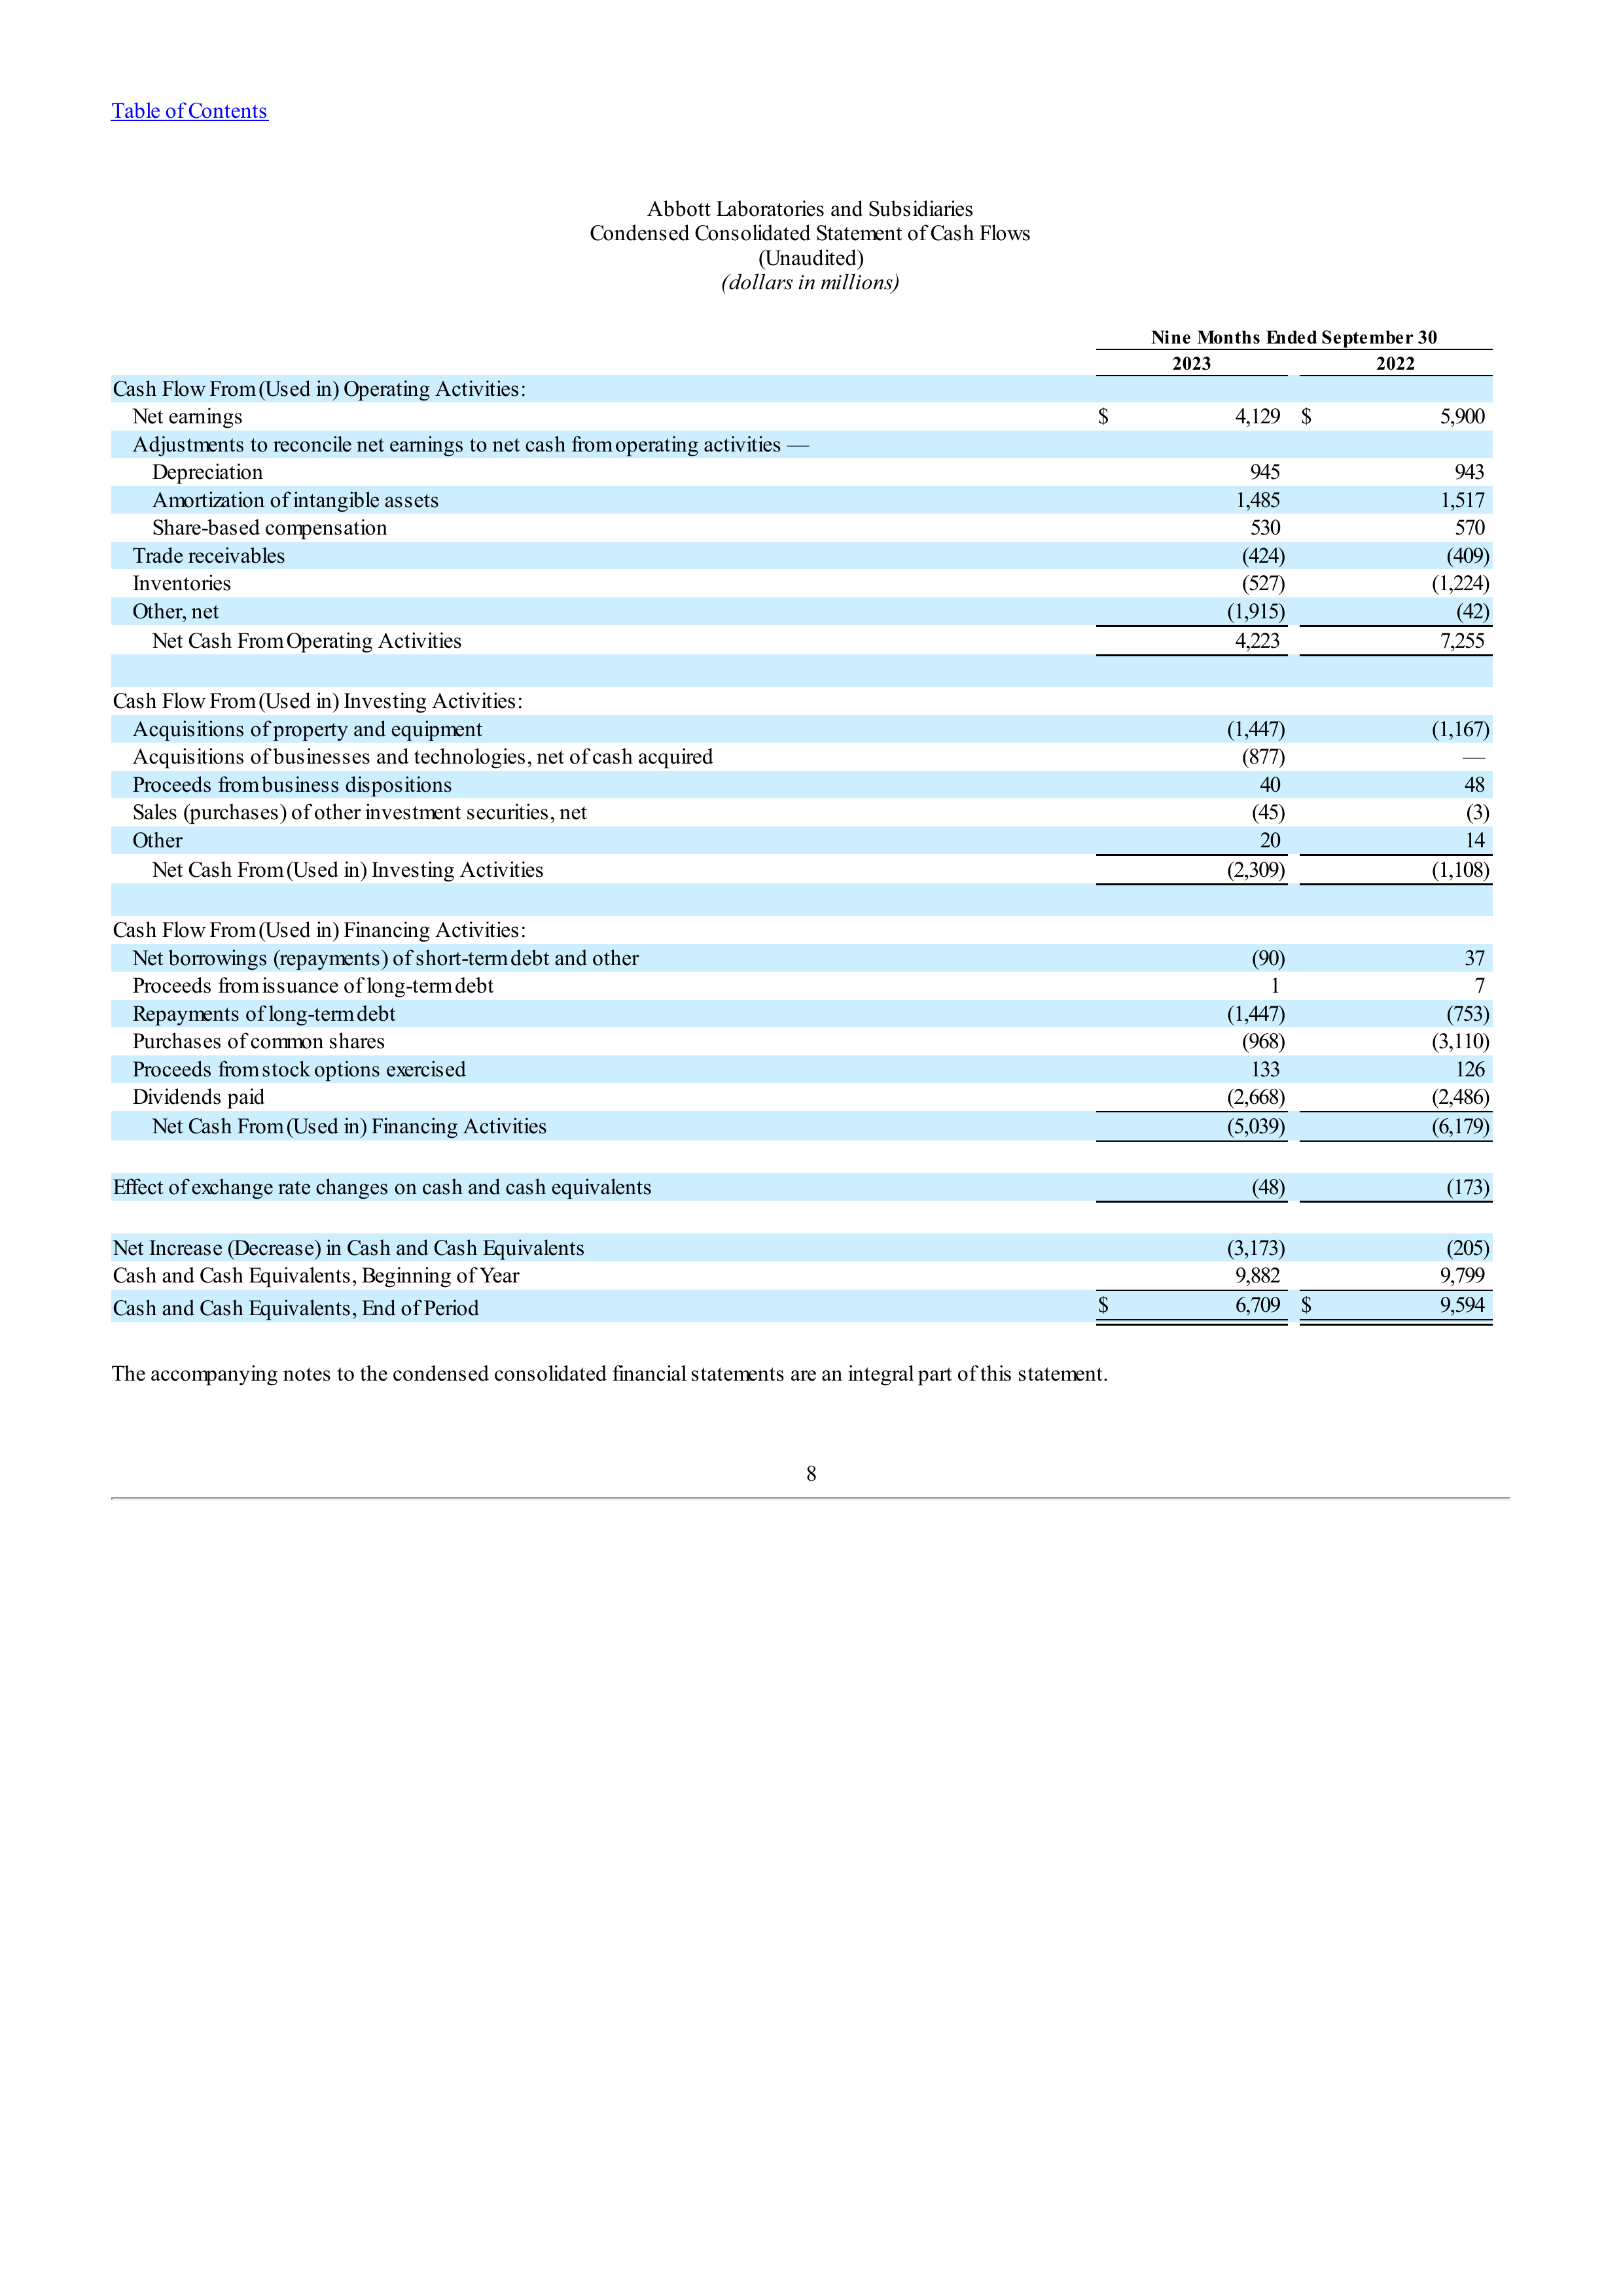 Table of Contents
Abbott Laboratories and Subsidiaries
Condensed Consolidated Statement of Cash Flows
(Unaudited)
(dollars in millions)
Nine Months Ended September 30
2023 2022
Cash Flow From (Used in) Operating Activities:
Net earnings $ 4,129 $ 5,900
Adjustments to reconcile net earnings to net cash from operating activities —
Depreciation 945 943
Amortization of intangible assets 1,485 1,517
Share-based compensation 530 570
Trade receivables (424) (409)
Inventories (527) (1,224)
Other, net (1,915) (42)
Net Cash From Operating Activities 4,223 7,255
Cash Flow From (Used in) Investing Activities:
Acquisitions of property and equipment (1,447) (1,167)
Acquisitions of businesses and technologies, net of cash acquired (877) —
Proceeds from business dispositions 40 48
Sales (purchases) of other investment securities, net (45) (3)
Other 20 14
Net Cash From (Used in) Investing Activities (2,309) (1,108)
Cash Flow From (Used in) Financing Activities:
Net borrowings (repayments) of short-term debt and other (90) 37
Proceeds from issuance of long-term debt 1 7
Repayments of long-term debt (1,447) (753)
Purchases of common shares (968) (3,110)
Proceeds from stock options exercised 133 126
Dividends paid (2,668) (2,486)
Net Cash From (Used in) Financing Activities (5,039) (6,179)
Effect of exchange rate changes on cash and cash equivalents (48) (173)
Net Increase (Decrease) in Cash and Cash Equivalents (3,173) (205)
Cash and Cash Equivalents, Beginning of Year 9,882 9,799
Cash and Cash Equivalents, End of Period $ 6,709 $ 9,594
The accompanying notes to the condensed consolidated financial statements are an integral part of this statement.
8